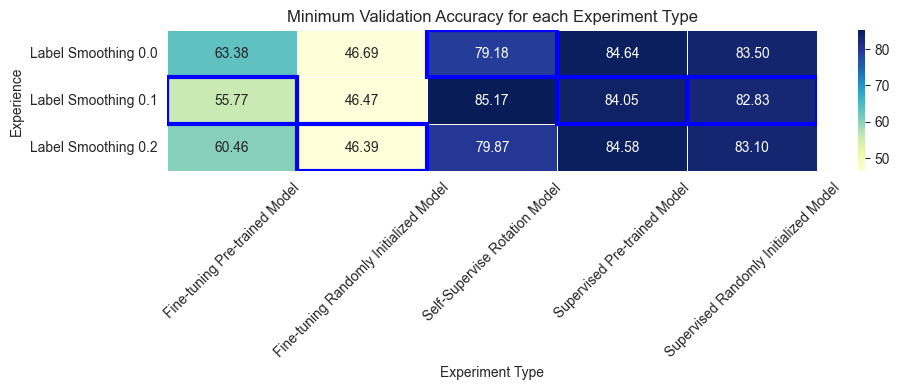 Minimum Validation Accuracy for each Experiment Type
Experience
Label Smoothing 0.0
63.38 46.69 79.18 84.64 83.50
Label Smoothing 0.1
55.77 46.47 85.17 84.05 82.83
Label Smoothing 0.2
60.46 46.39 79.87 84.58 83.10
Fine-tuning Pre-trained Model
Fine-tuning Randomly Initialized Model
Self-Supervise Rotation Model
Supervised Pre-trained Model
Supervised Randomly Initialized Model
Experiment Type
80
70
60
50